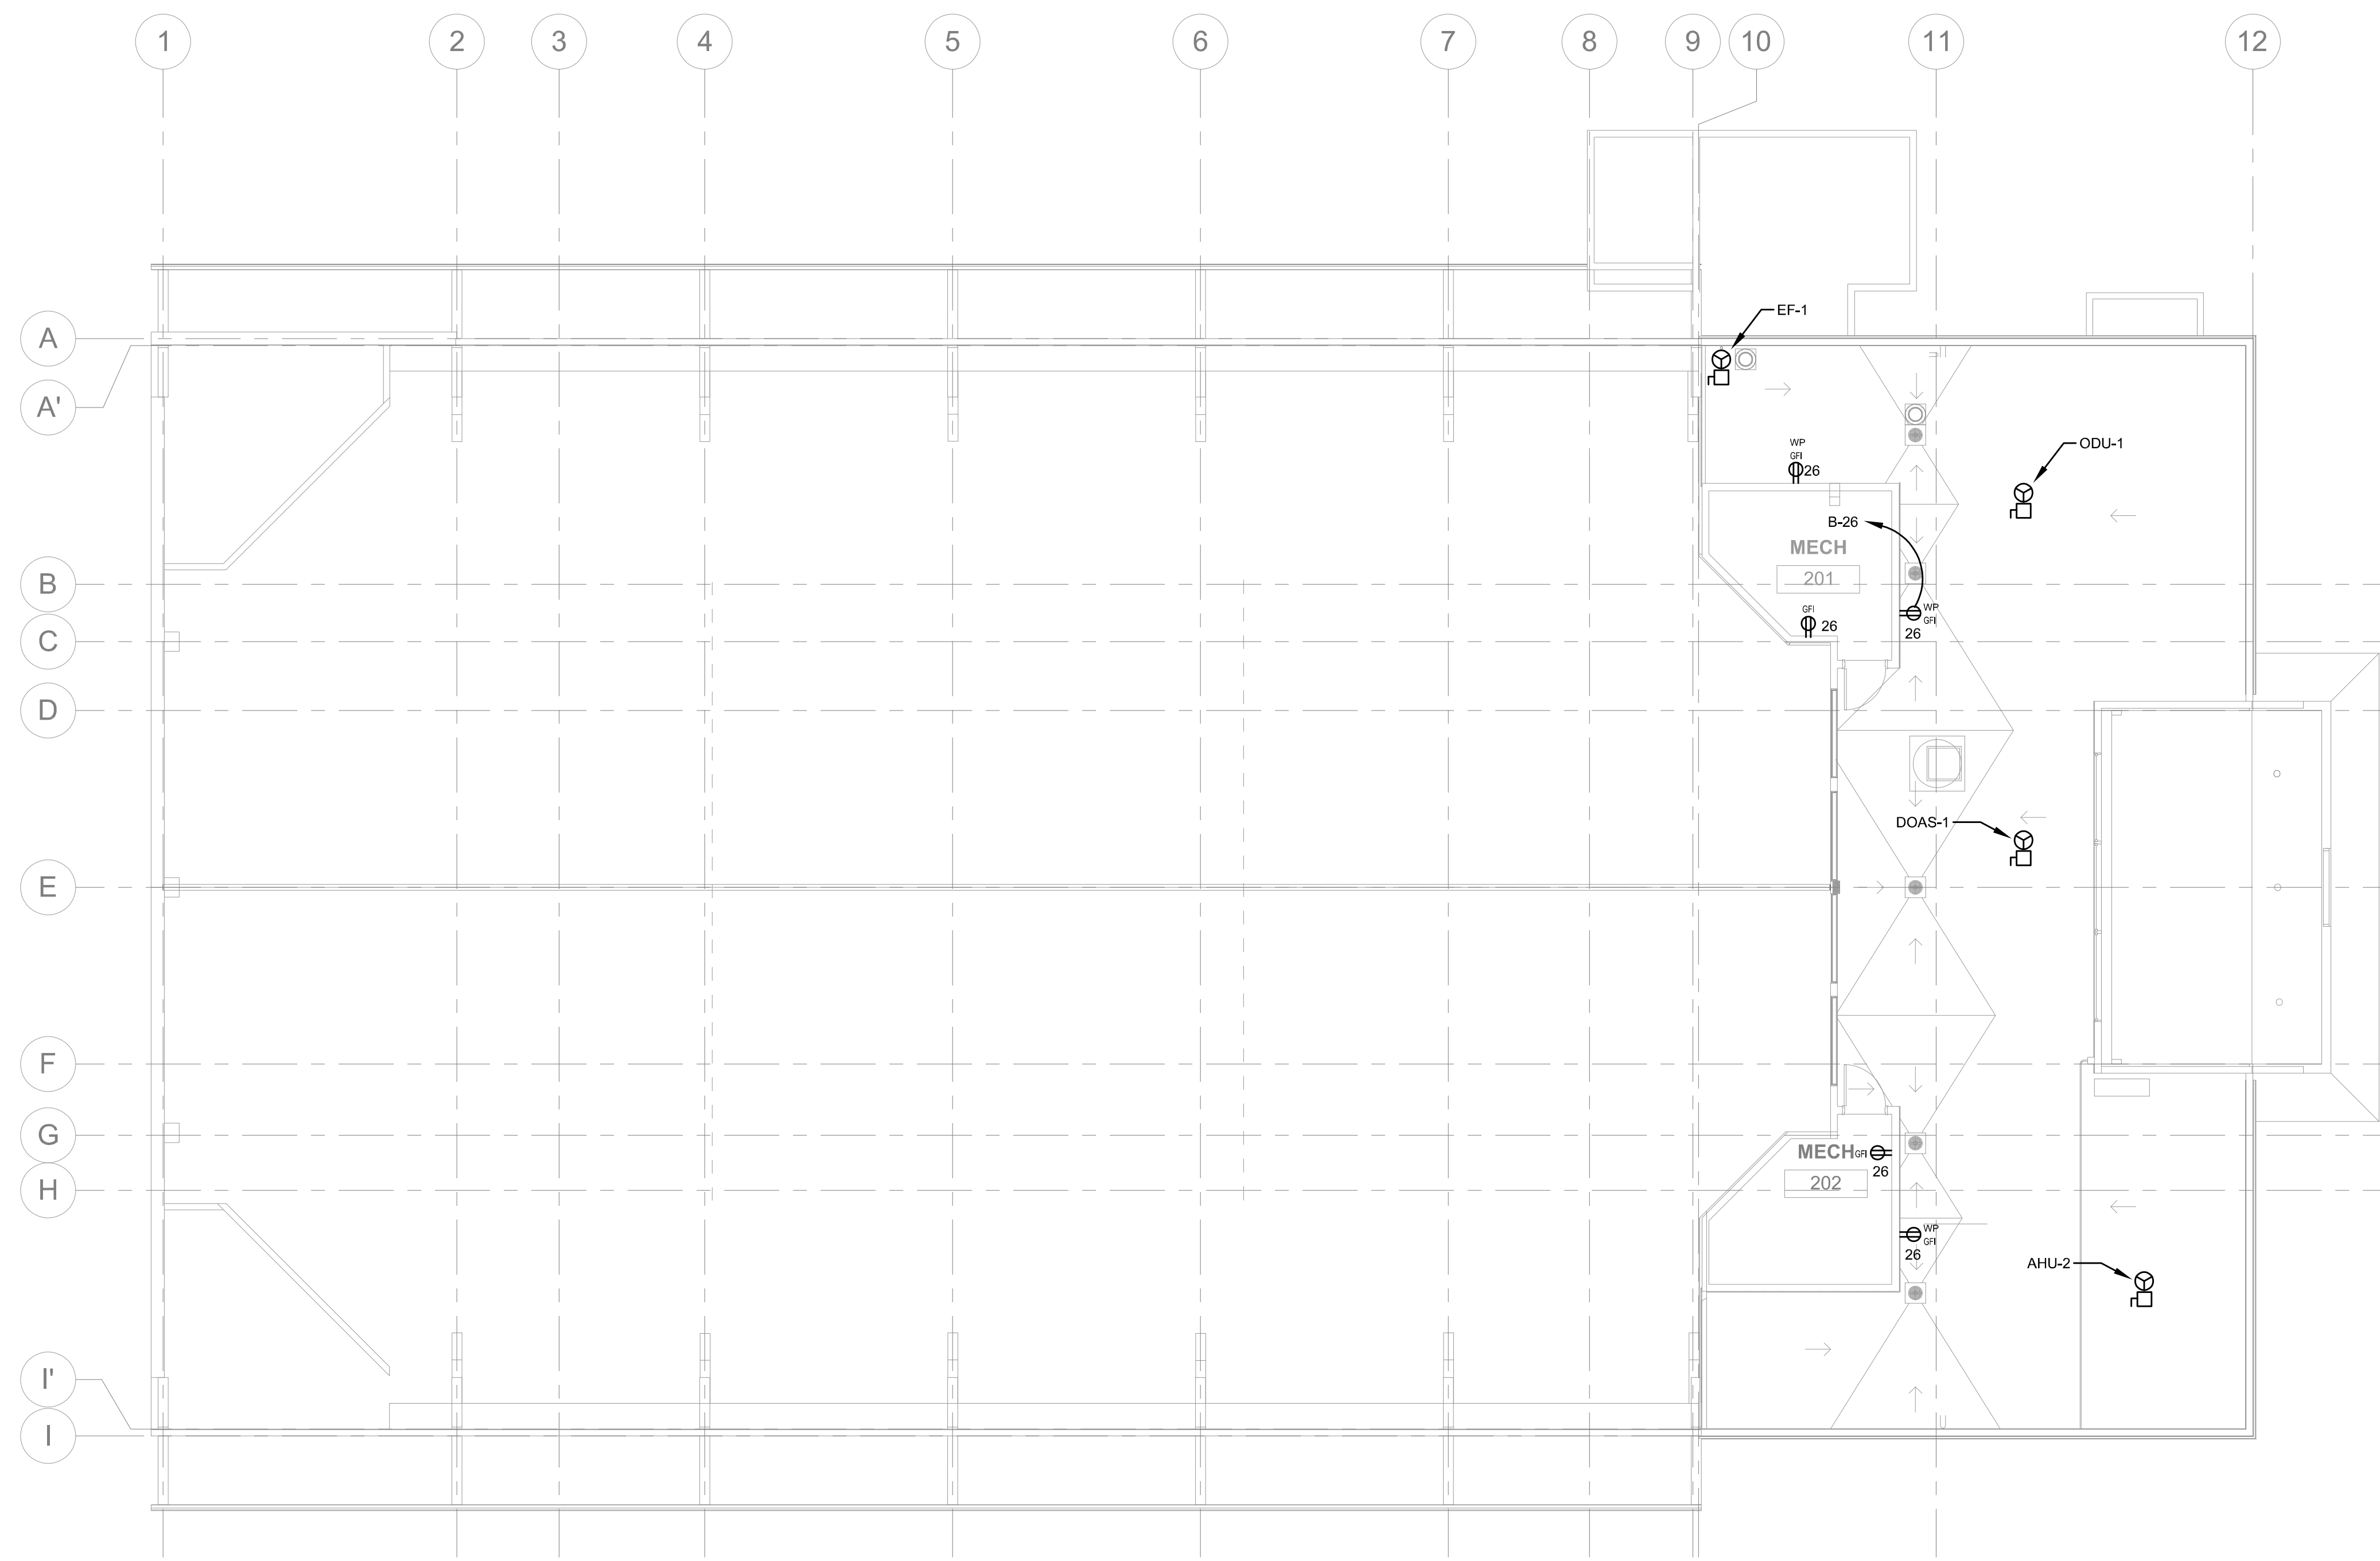 1 2 3 4 5 6 7 8 9 10 11 12
A
EF-1
A'
ODU-1
WP
GFI
26
B-26
MECH
201
B
GFI
26
WP
GFI
26
C
D
DOAS-1
E
F
G
MECH
GFI
26
202
H
WP
GFI
26
AHU-2
I'
I